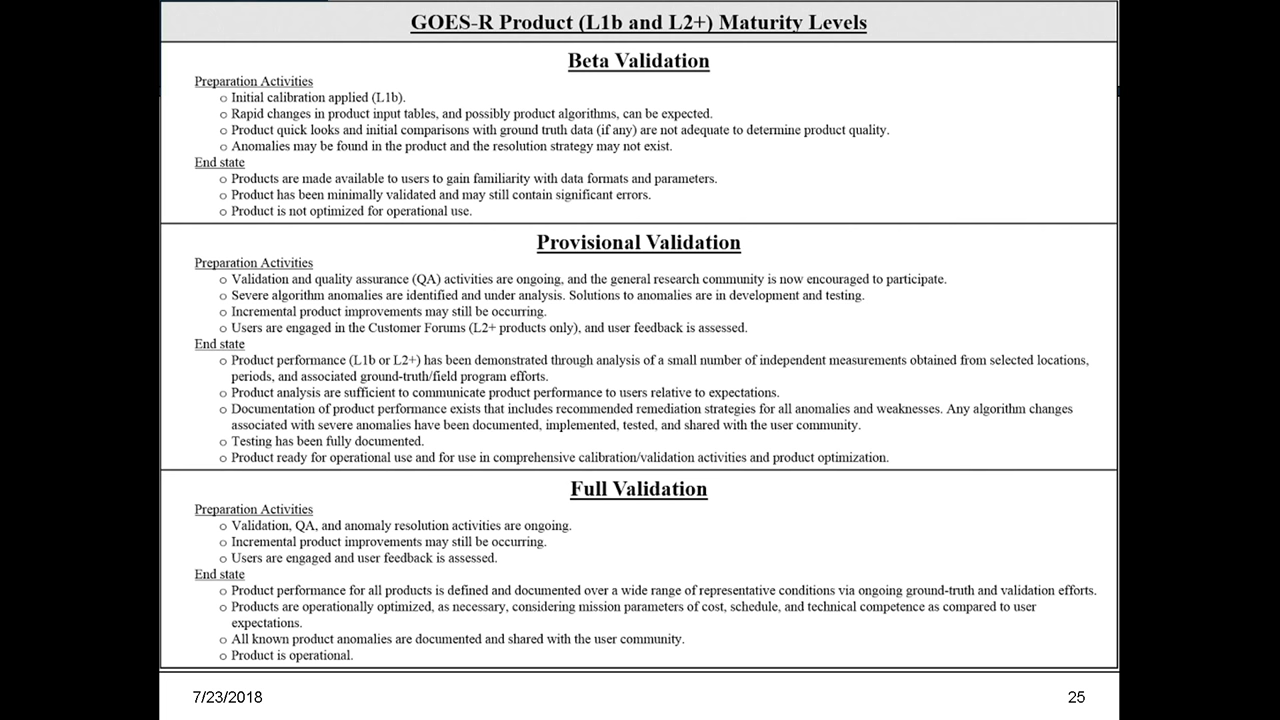 GOES-R Product (L1b and L2+) Maturity Levels
Beta Validation
Preparation Activities
o Initial calibration applied (L1b).
o Rapid changes in product input tables, and possibly product algorithms, can be expected.
o Product quick looks and initial comparisons with ground truth data (if any) are not adequate to determine product quality.
o Anomalies may be found in the product and the resolution strategy may not exist.
End state
o Products are made available to users to gain familiarity with data formats and parameters.
o Product has been minimally validated and may still contain significant errors.
o Product is not optimized for operational use.
Provisional Validation
Preparation Activities
o Validation and quality assurance (QA) activities are ongoing, and the general research community is now encouraged to participate.
o Severe algorithm anomalies are identified and under analysis. Solutions to anomalies are in development and testing.
o Incremental product improvements may still be occurring.
o Users are engaged in the Customer Forums (L2+ products only), and user feedback is assessed.
End state
o Product performance (L1b or L2+) has been demonstrated through analysis of a small number of independent measurements obtained from selected locations,
periods, and associated ground-truth/field program efforts.
o Product analysis are sufficient to communicate product performance to users relative to expectations.
o Documentation of product performance exists that includes recommended remediation strategies for all anomalies and weaknesses. Any algorithm changes
associated with severe anomalies have been documented, implemented, tested, and shared with the user community.
o Testing has been fully documented.
o Product ready for operational use and for use in comprehensive calibration/validation activities and product optimization.
Full Validation
Preparation Activities
o Validation, QA, and anomaly resolution activities are ongoing.
o Incremental product improvements may still be occurring.
o Users are engaged and user feedback is assessed.
End state
o Product performance for all products is defined and documented over a wide range of representative conditions via ongoing ground-truth and validation efforts.
o Products are operationally optimized, as necessary, considering mission parameters of cost, schedule, and technical competence as compared to user
expectations.
o All known product anomalies are documented and shared with the user community.
o Product is operational.
7/23/2018
25